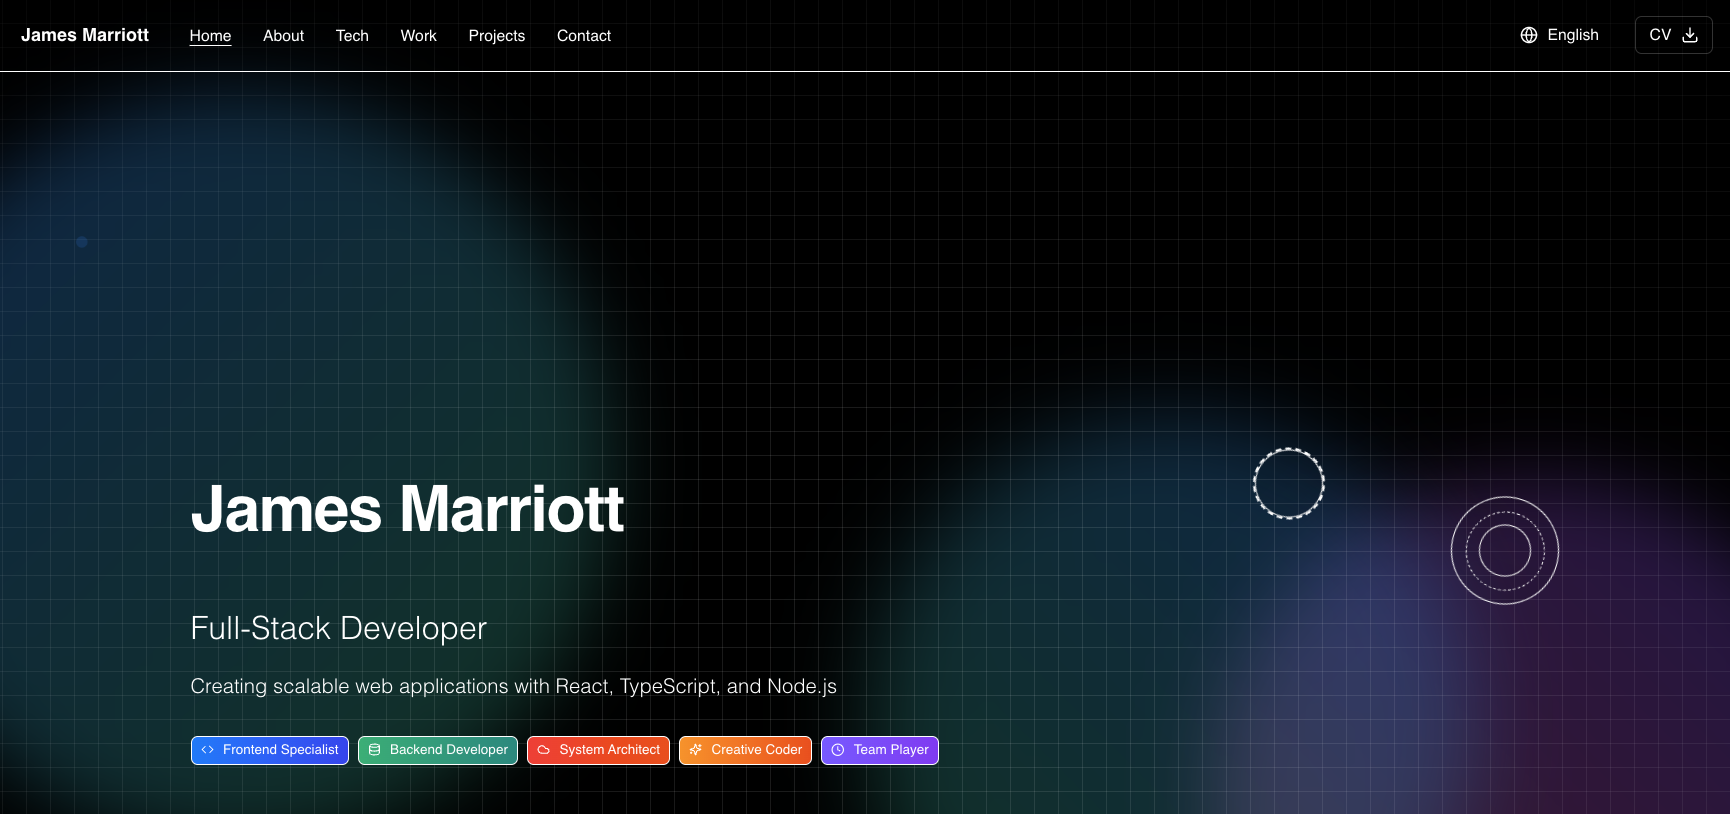 James Marriott Home About Tech Work Projects Contact English CV
James Marriott
Full-Stack Developer
Creating scalable web applications with React, TypeScript, and Node.js
Frontend Specialist Backend Developer System Architect Creative Coder Team Player